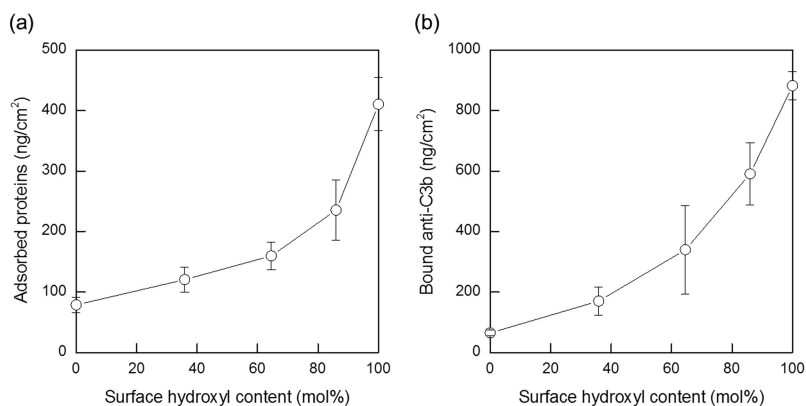 (a)
500
400
300
200
100
0
Adsorbed proteins (ng/cm²)
0 20 40 60 80 100
Surface hydroxyl content (mol%)
(b)
1000
800
600
400
200
0
Bound anti-C3b (ng/cm²)
0 20 40 60 80 100
Surface hydroxyl content (mol%)